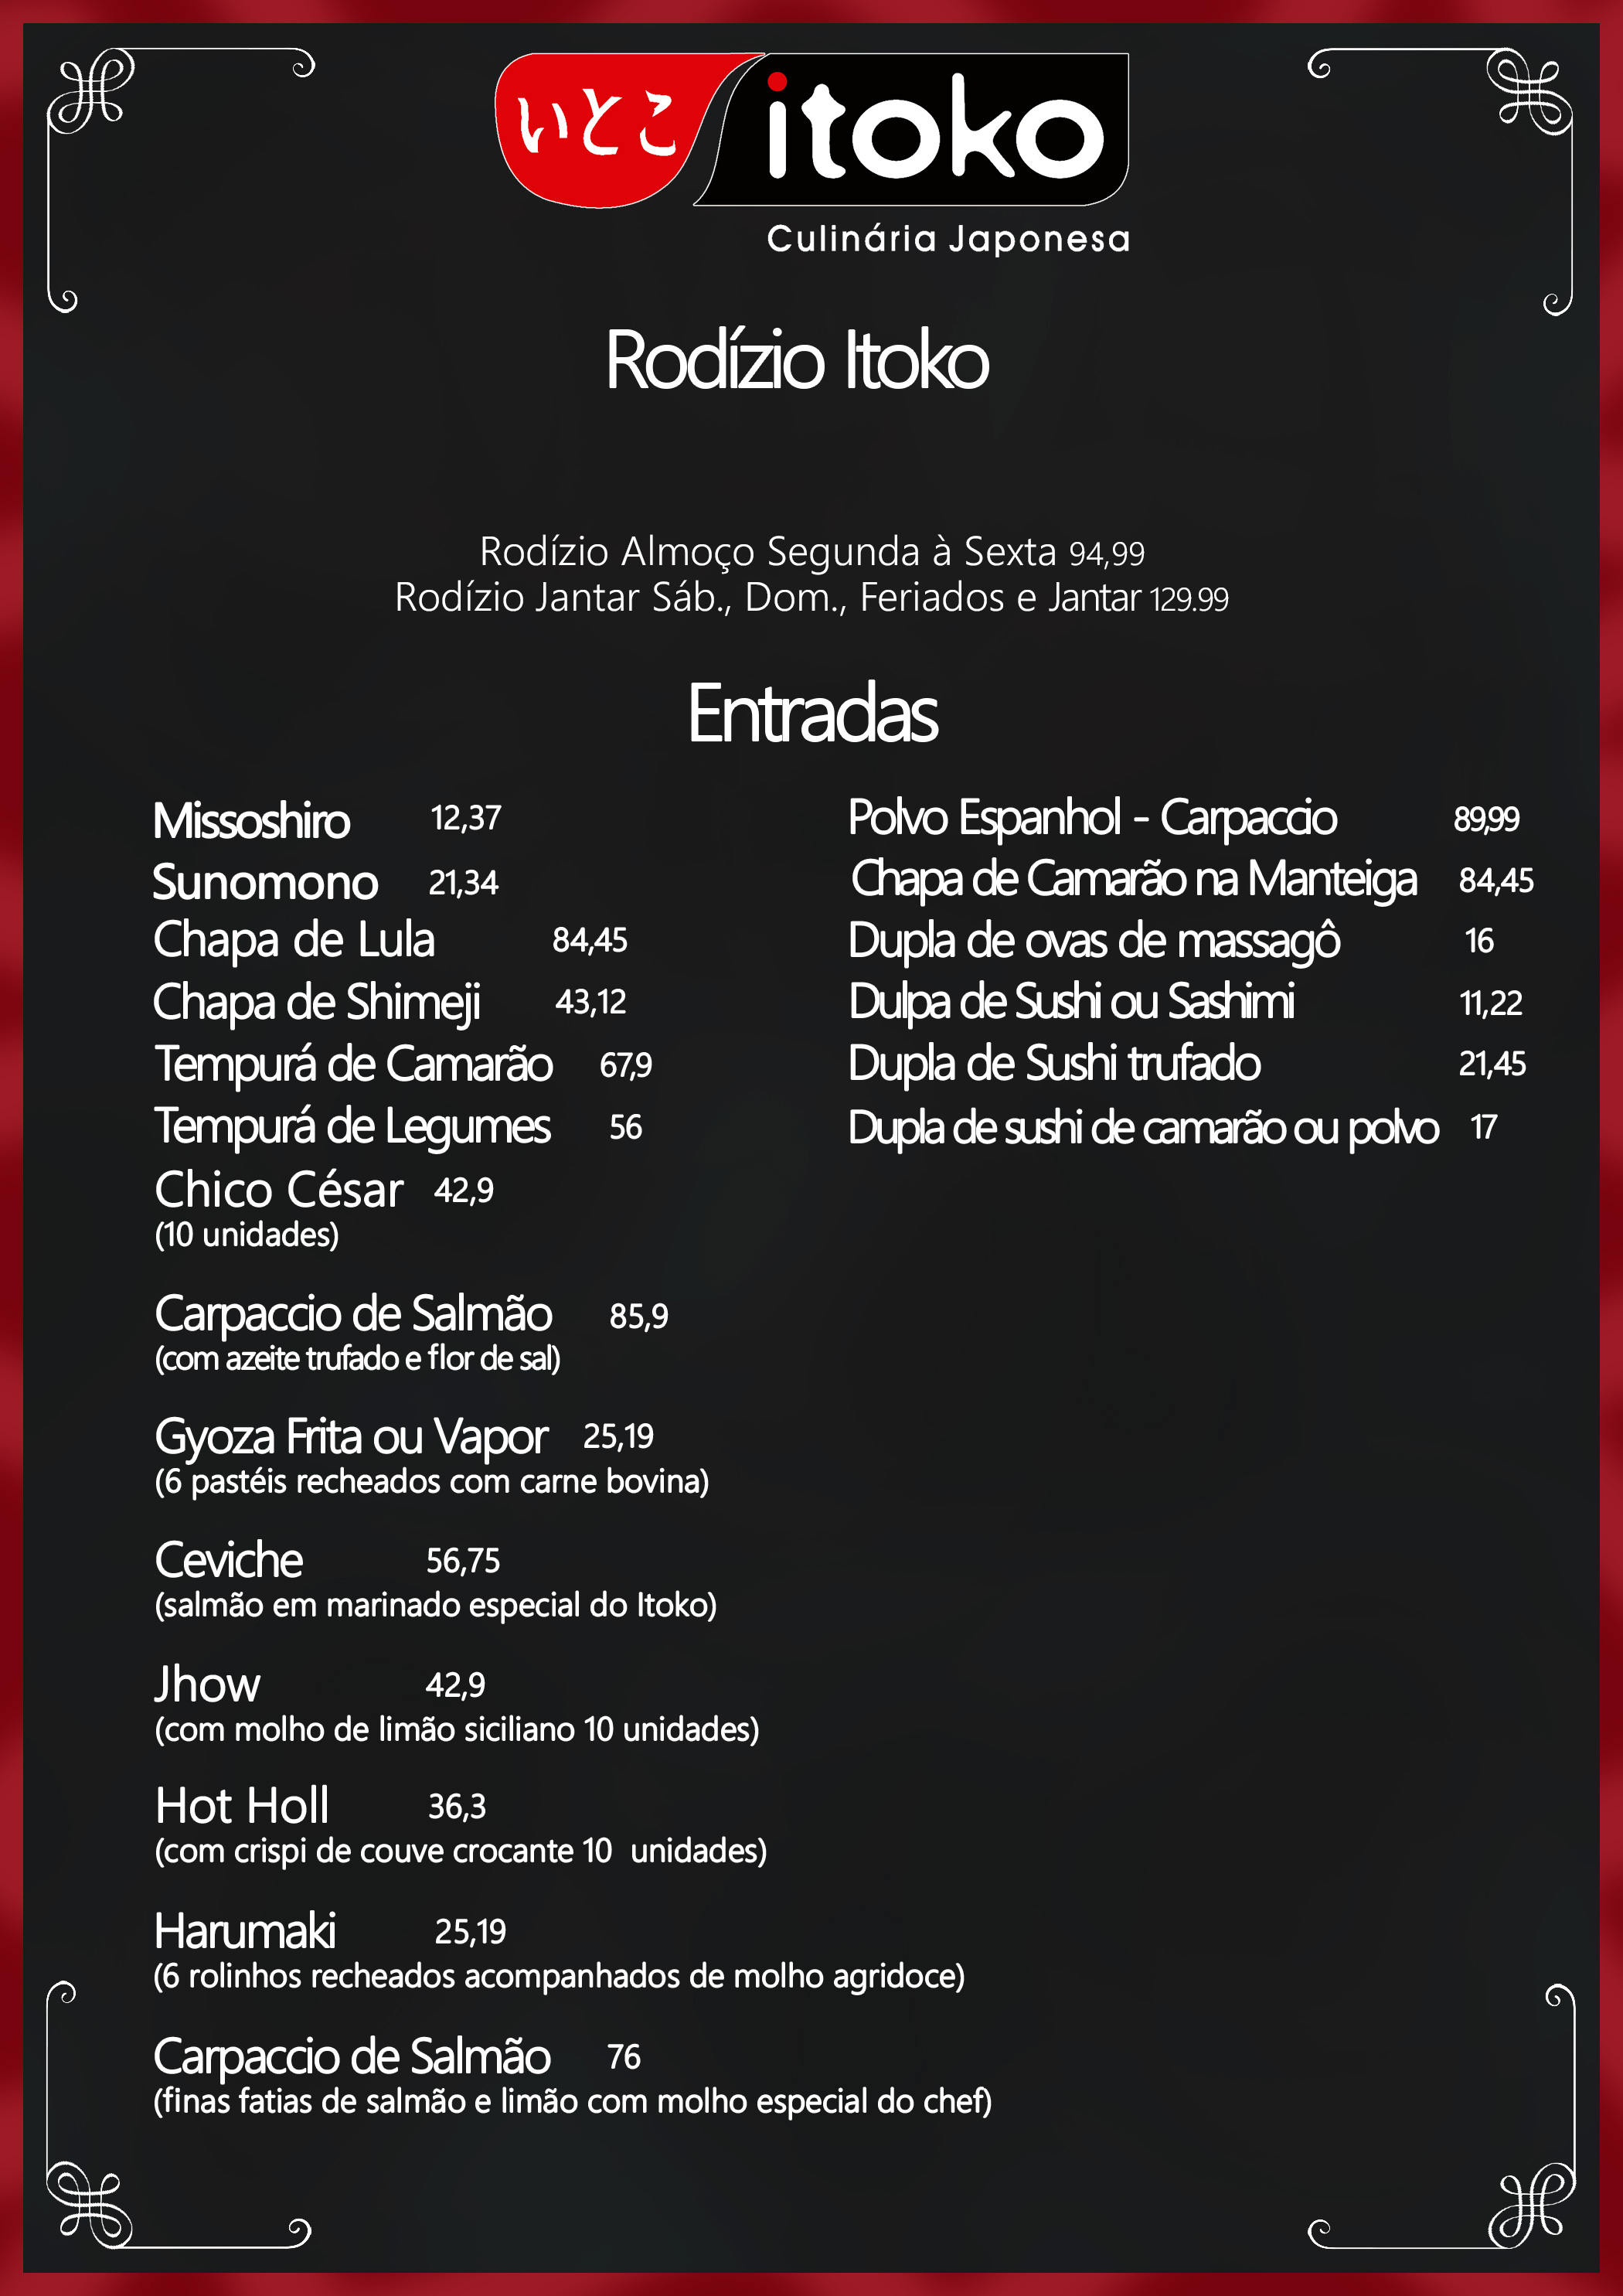 いとこ itoko
Culinária Japonesa
Rodízio Itoko
Rodízio Almoço Segunda à Sexta 94,99
Rodízio Jantar Sáb., Dom., Feriados e Jantar 129.99
Entradas
Missoshiro 12,37
Sunomono 21,34
Chapa de Lula 84,45
Chapa de Shimeji 43,12
Tempurá de Camarão 67,9
Tempurá de Legumes 56
Chico César 42,9
(10 unidades)
Carpaccio de Salmão 85,9
(com azeite trufado e flor de sal)
Gyoza Frita ou Vapor 25,19
(6 pastéis recheados com carne bovina)
Ceviche 56,75
(salmão em marinado especial do Itoko)
Jhow 42,9
(com molho de limão siciliano 10 unidades)
Hot Holl 36,3
(com crispi de couve crocante 10 unidades)
Harumaki 25,19
(6 rolinhos recheados acompanhados de molho agridoce)
Carpaccio de Salmão 76
(finas fatias de salmão e limão com molho especial do chef)
Polvo Espanhol - Carpaccio 89,99
Chapa de Camarão na Manteiga 84,45
Dupla de ovas de massagô 16
Dulpa de Sushi ou Sashimi 11,22
Dupla de Sushi trufado 21,45
Dupla de sushi de camarão ou polvo 17